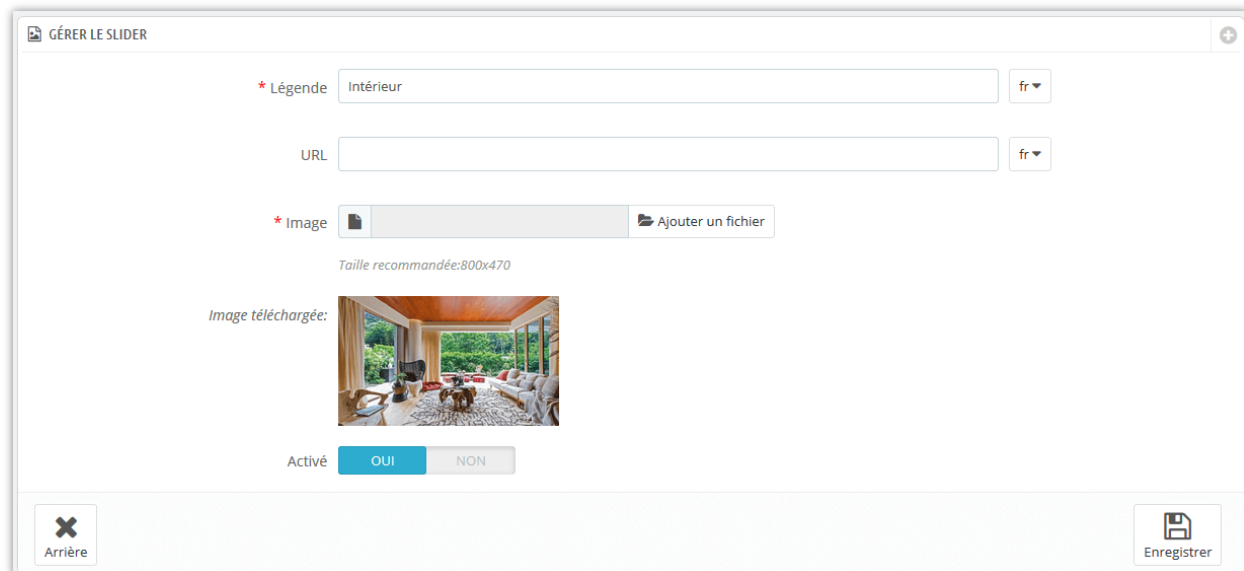 GÉRER LE SLIDER
* Légende Intérieur fr
URL fr
* Image Ajouter un fichier
Taille recommandée:800x470
Image téléchargée:
Activé OUI NON
Arrière Enregistrer